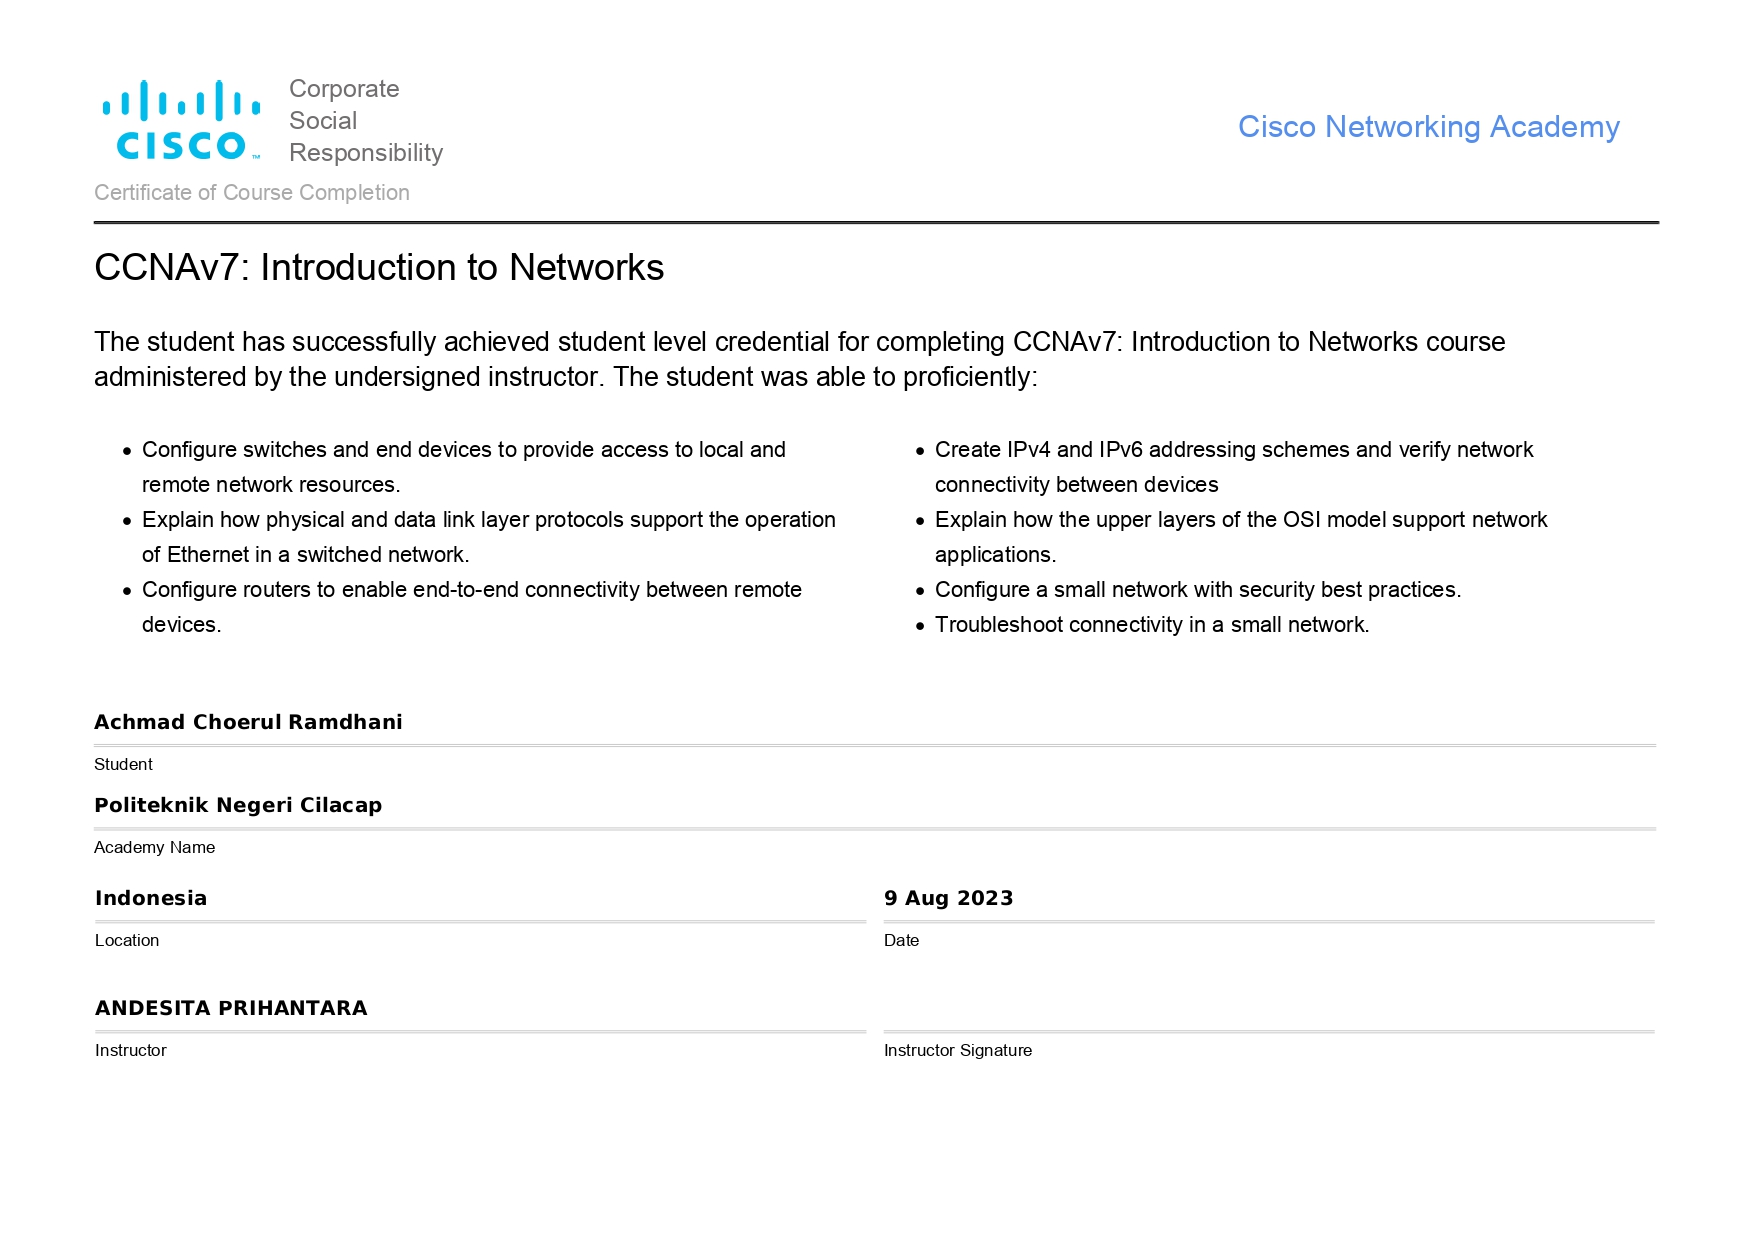 CISCO
™
Corporate
Social
Responsibility
Cisco Networking Academy
Certificate of Course Completion
CCNAv7: Introduction to Networks
The student has successfully achieved student level credential for completing CCNAv7: Introduction to Networks course
administered by the undersigned instructor. The student was able to proficiently:
• Configure switches and end devices to provide access to local and
remote network resources.
• Explain how physical and data link layer protocols support the operation
of Ethernet in a switched network.
• Configure routers to enable end-to-end connectivity between remote
devices.
• Create IPv4 and IPv6 addressing schemes and verify network
connectivity between devices
• Explain how the upper layers of the OSI model support network
applications.
• Configure a small network with security best practices.
• Troubleshoot connectivity in a small network.
Achmad Choerul Ramdhani
Student
Politeknik Negeri Cilacap
Academy Name
Indonesia
Location
9 Aug 2023
Date
ANDESITA PRIHANTARA
Instructor
Instructor Signature